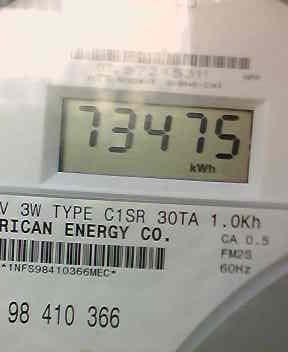 73475
kWh
V 3W TYPE C1SR 30TA 1.0Kh
RICAN ENERGY CO.
CA 0.5
FM2S
60Hz
*1NFS98410366MEC*
98 410 366